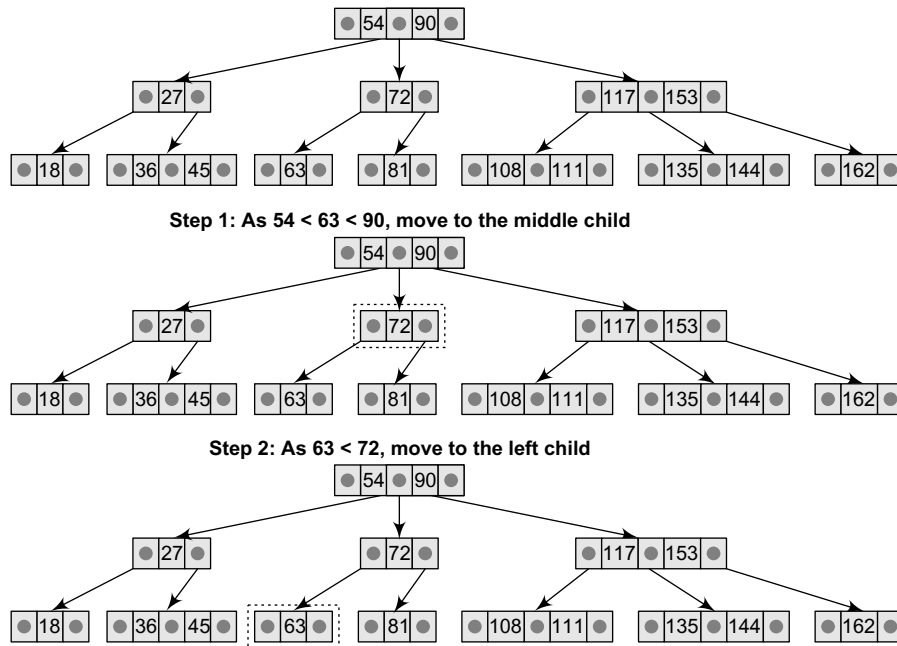 54 90
27 72 117 153
18 36 45 63 81 108 111 135 144 162
Step 1: As 54 < 63 < 90, move to the middle child
54 90
27 72 117 153
18 36 45 63 81 108 111 135 144 162
Step 2: As 63 < 72, move to the left child
54 90
27 72 117 153
18 36 45 63 81 108 111 135 144 162